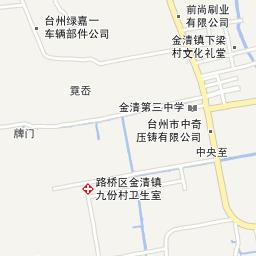 前尚刷业
有限公司
台州绿嘉一
车辆部件公司
金清镇下梁
村文化礼堂
霓岙
金清第三中学
牌门
台州市中奇
压铸有限公司
中央至
路桥区金清镇
九份村卫生室